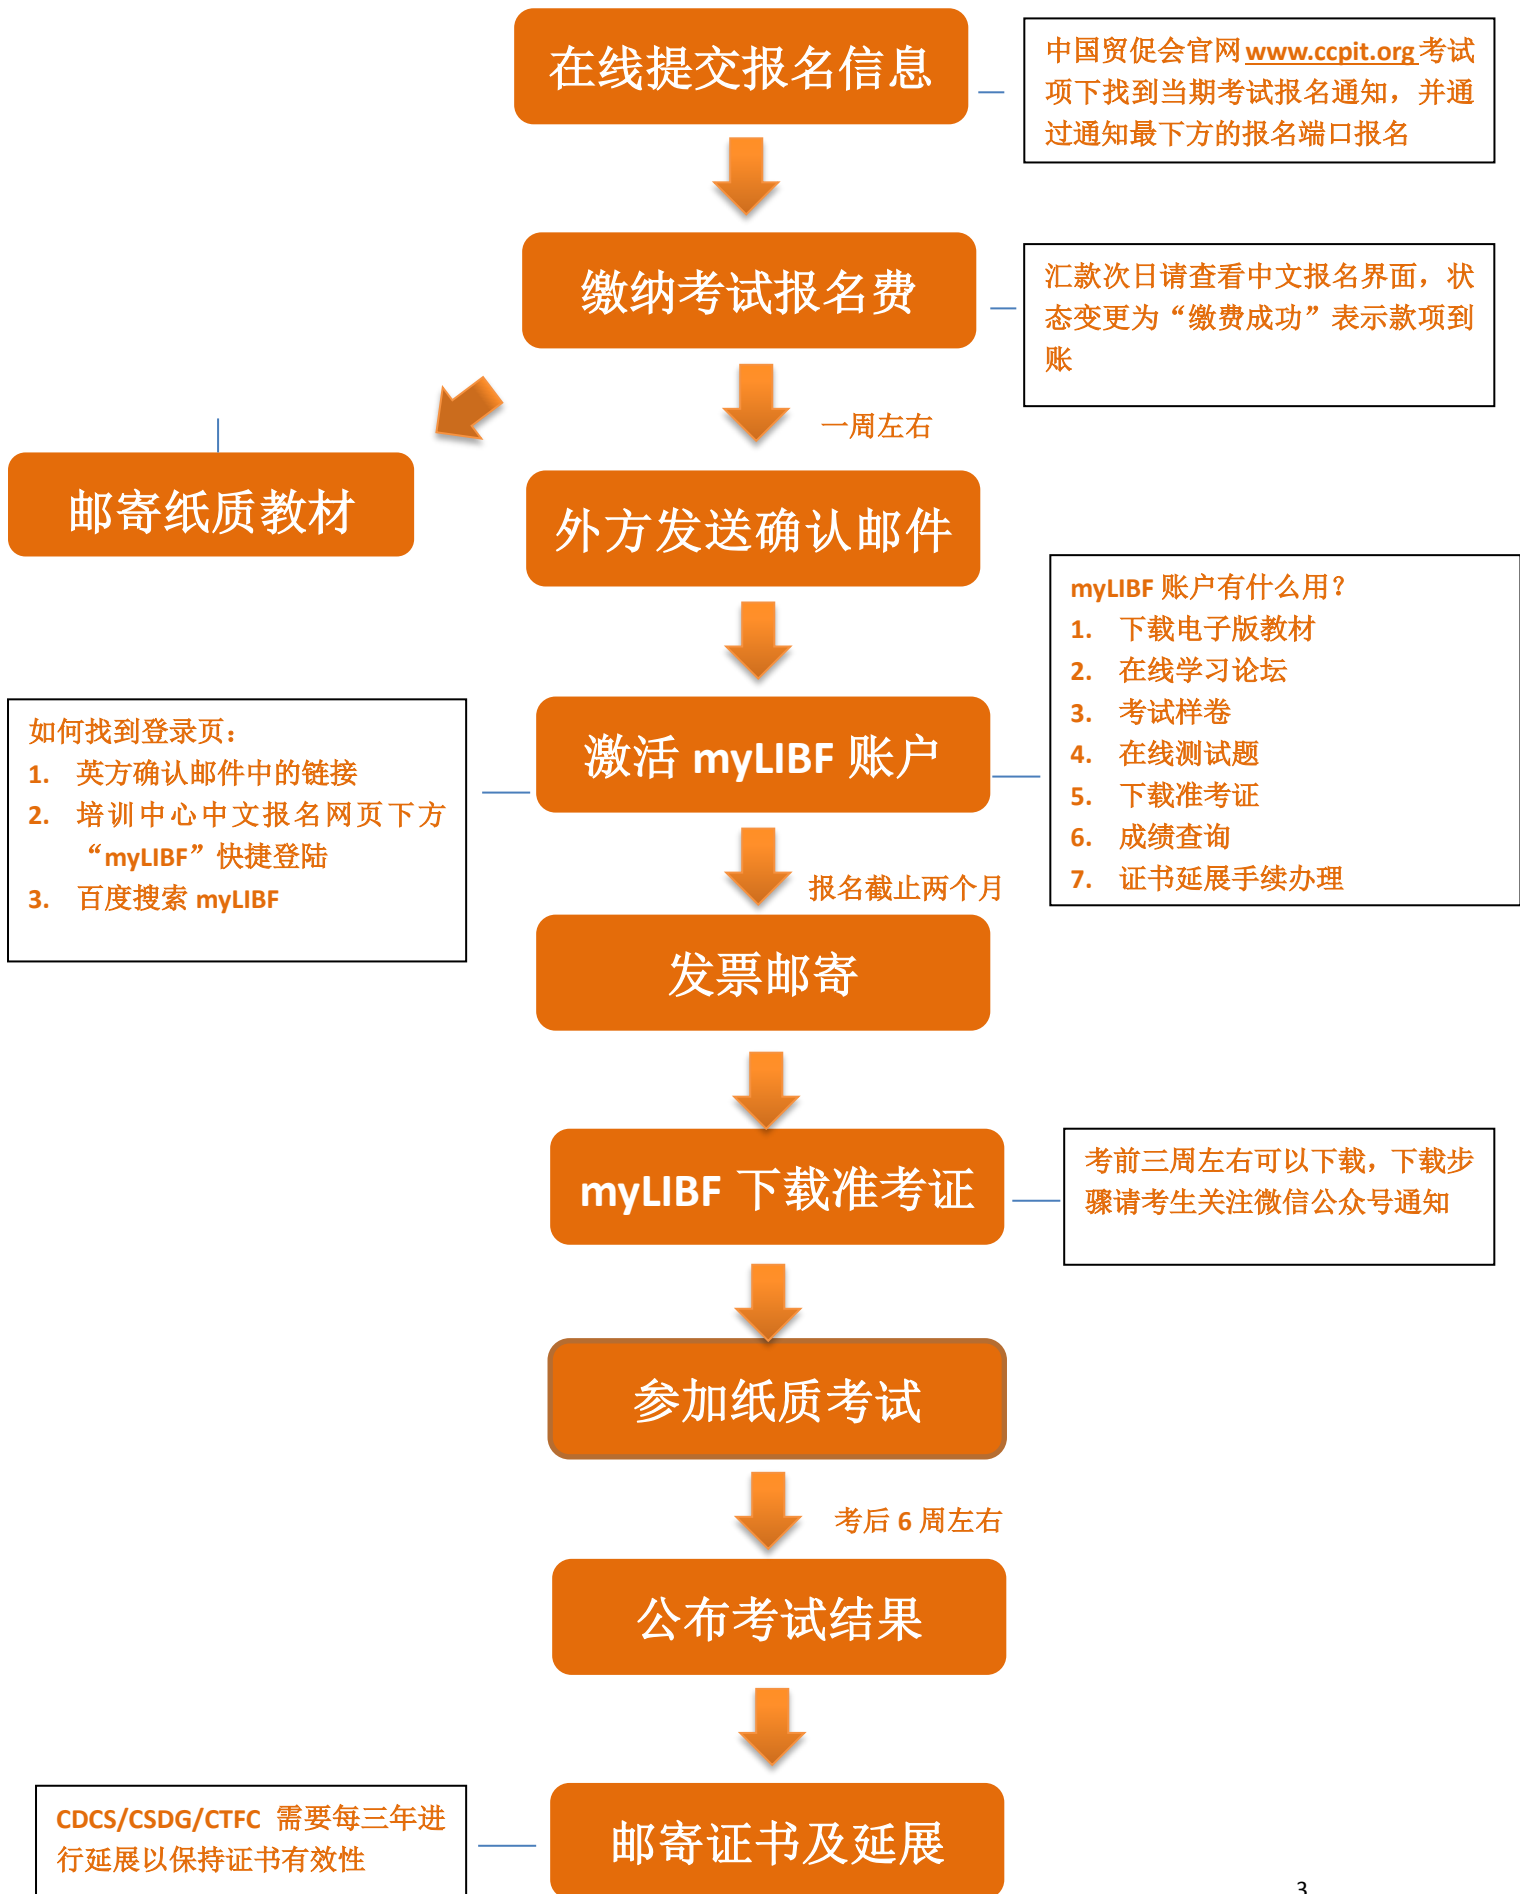 在线提交报名信息
中国贸促会官网www.ccpit.org考试
项下找到当期考试报名通知，并通
过通知最下方的报名端口报名
缴纳考试报名费
汇款次日请查看中文报名界面，状
态变更为“缴费成功”表示款项到
账
一周左右
邮寄纸质教材
外方发送确认邮件
myLIBF 账户有什么用？
1. 下载电子版教材
2. 在线学习论坛
3. 考试样卷
4. 在线测试题
5. 下载准考证
6. 成绩查询
7. 证书延展手续办理
激活 myLIBF 账户
如何找到登录页：
1. 英方确认邮件中的链接
2. 培训中心中文报名网页下方
“myLIBF”快捷登陆
3. 百度搜索 myLIBF
报名截止两个月
发票邮寄
myLIBF 下载准考证
考前三周左右可以下载，下载步
骤请考生关注微信公众号通知
参加纸质考试
考后 6 周左右
公布考试结果
邮寄证书及延展
CDCS/CSDG/CTFC 需要每三年进
行延展以保持证书有效性
3